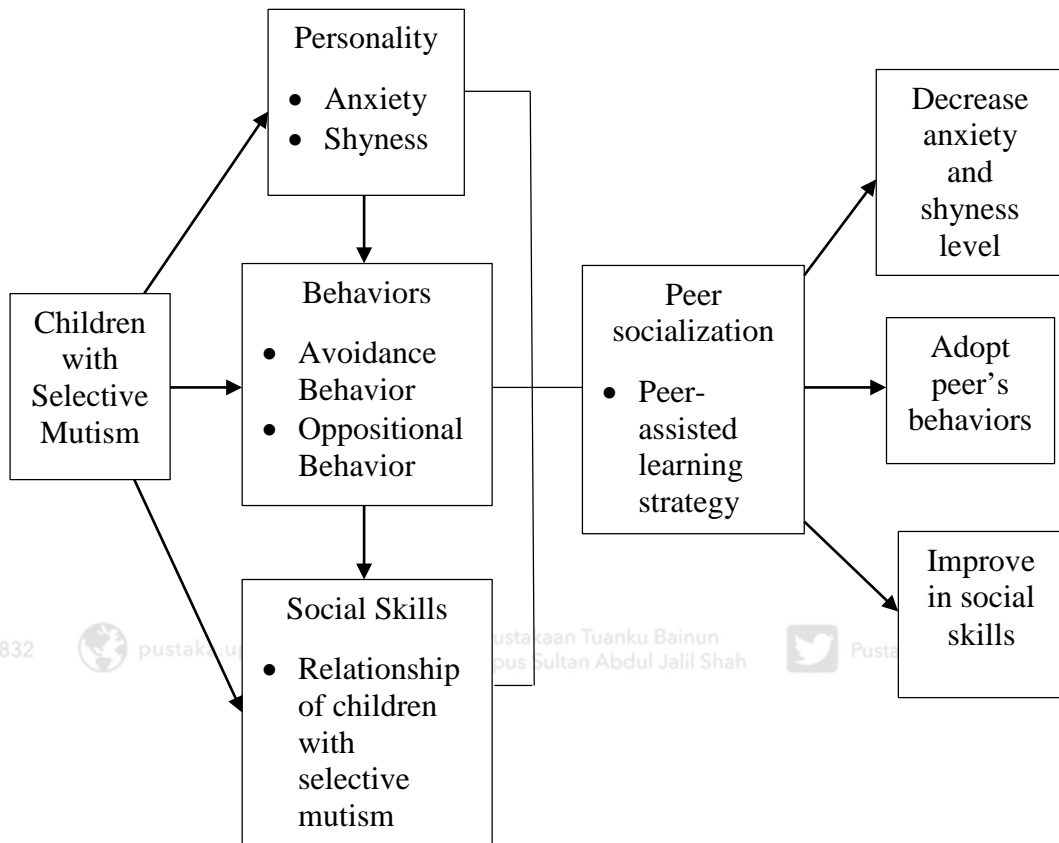 Personality
• Anxiety
• Shyness
Children
with
Selective
Mutism
Behaviors
• Avoidance
Behavior
• Oppositional
Behavior
Social Skills
• Relationship
of children
with
selective
mutism
Peer
socialization
• Peer-
assisted
learning
strategy
Decrease
anxiety
and
shyness
level
Adopt
peer's
behaviors
Improve
in social
skills
832
pustaka.up
ustakaan Tuanku Bainun
pus Sultan Abdul Jalil Shah
Pusta